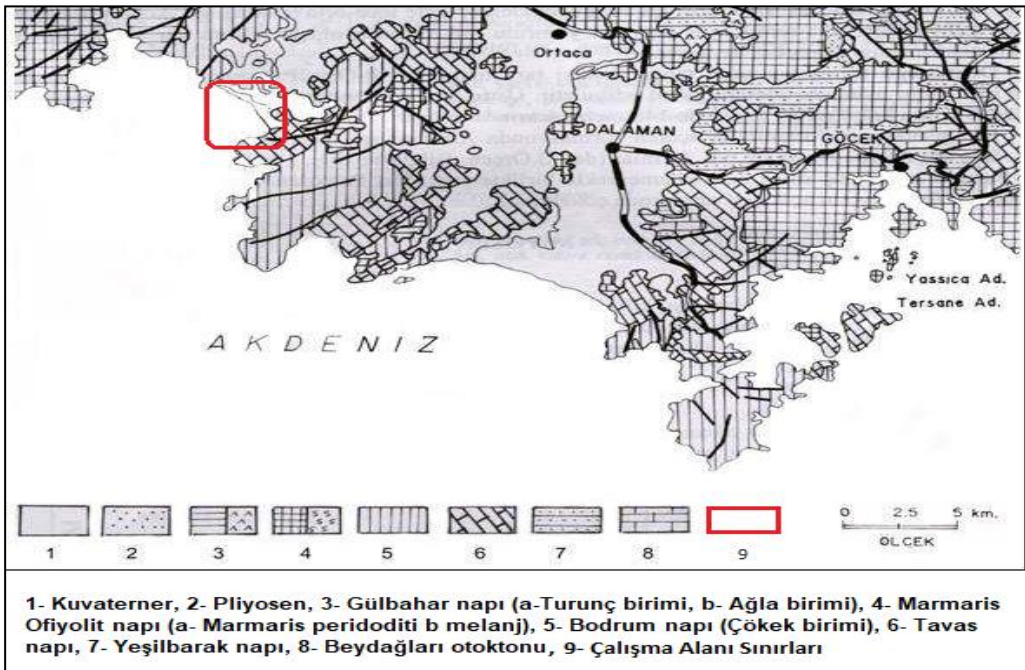 Ortaca
DALAMAN
GÖCEK
Yassıca Ad.
Tersane Ad.
AKDENİZ
1 2 3 4 5 6 7 8 9
0 2.5 5 km.
ÖLÇEK
1- Kuvaterner, 2- Pliyosen, 3- Gülbahar napı (a-Turunç birimi, b- Ağla birimi), 4- Marmaris
Ofiyolit napı (a- Marmaris peridoditi b melanj), 5- Bodrum napı (Çökek birimi), 6- Tavas
napı, 7- Yeşilbarak napı, 8- Beydağları otoktonu, 9- Çalışma Alanı Sınırları